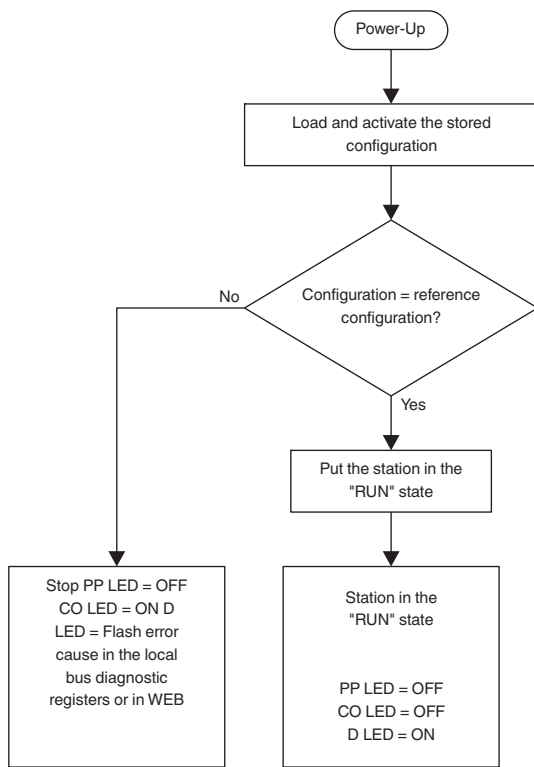 Power-Up
Load and activate the stored
configuration
Configuration = reference
configuration?
No
Yes
Put the station in the
"RUN" state
Stop PP LED = OFF
CO LED = ON D
LED = Flash error
cause in the local
bus diagnostic
registers or in WEB
Station in the
"RUN" state
PP LED = OFF
CO LED = OFF
D LED = ON